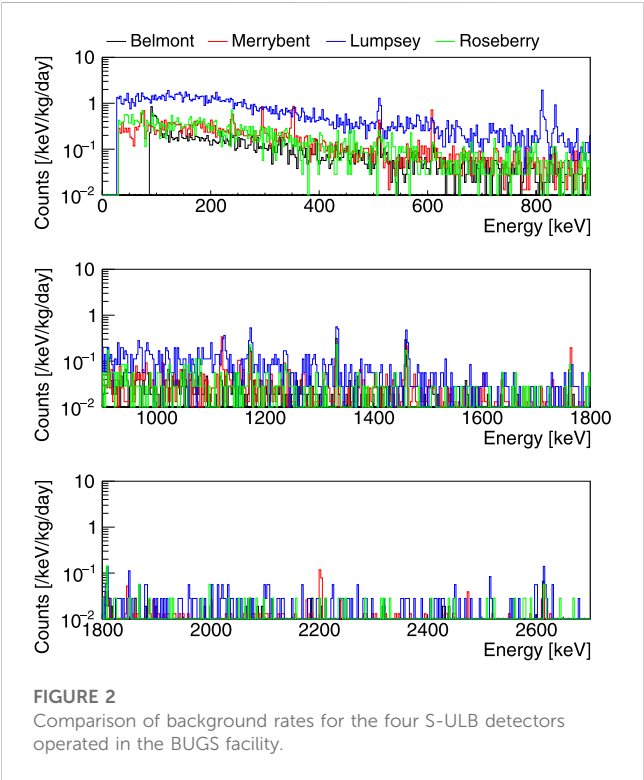 Belmont Merrybent Lumpsey Roseberry
Counts [/keV/kg/day]
10
1
10⁻¹
10⁻²
0 200 400 600 800
Energy [keV]
Counts [/keV/kg/day]
10
1
10⁻¹
10⁻²
1000 1200 1400 1600 1800
Energy [keV]
Counts [/keV/kg/day]
10
1
10⁻¹
10⁻²
1800 2000 2200 2400 2600
Energy [keV]
FIGURE 2
Comparison of background rates for the four S-ULB detectors
operated in the BUGS facility.